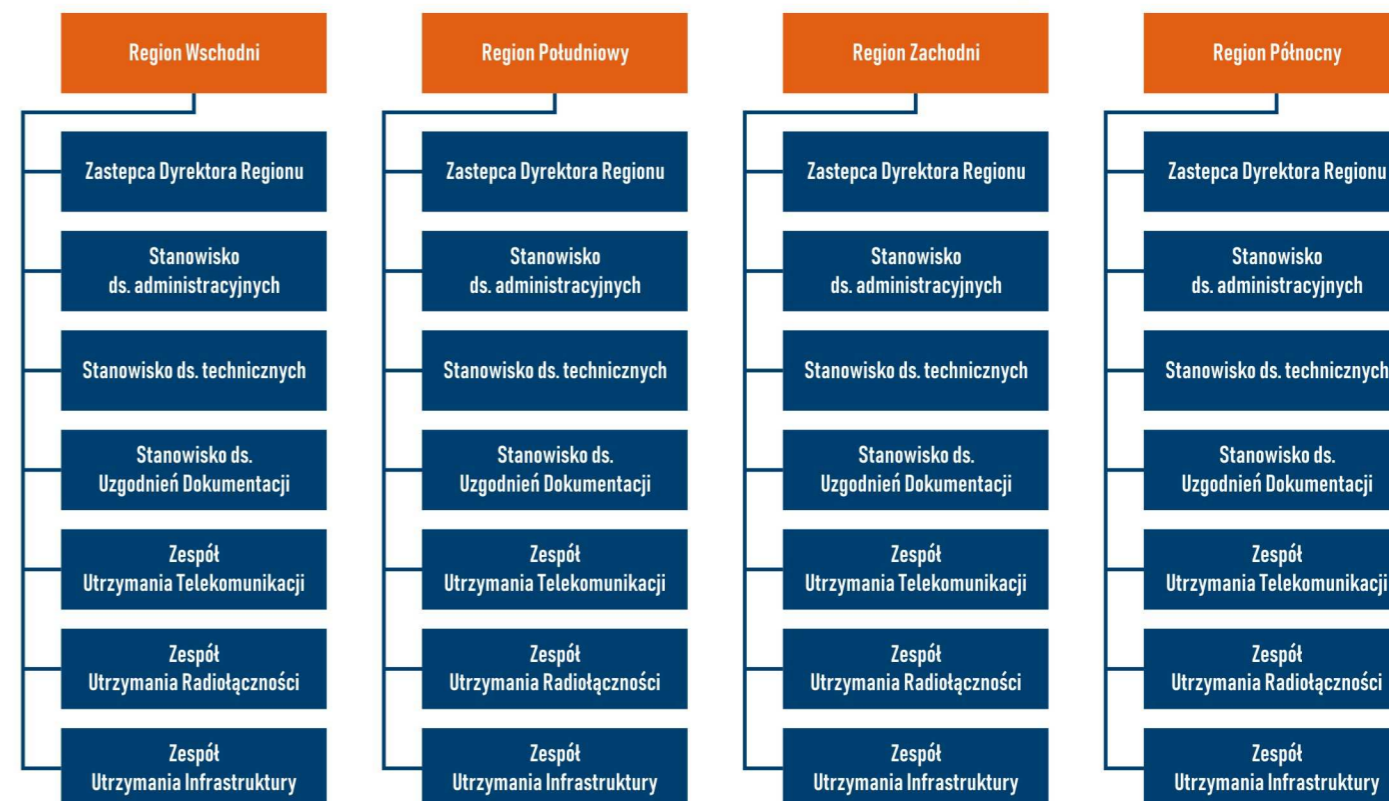 Region Wschodni
Zastepca Dyrektora Regionu
Stanowisko
ds. administracyjnych
Stanowisko ds. technicznych
Stanowisko ds.
Uzgodnień Dokumentacji
Zespół
Utrzymania Telekomunikacji
Zespół
Utrzymania Radiołączności
Zespół
Utrzymania Infrastruktury
Region Południowy
Zastepca Dyrektora Regionu
Stanowisko
ds. administracyjnych
Stanowisko ds. technicznych
Stanowisko ds.
Uzgodnień Dokumentacji
Zespół
Utrzymania Telekomunikacji
Zespół
Utrzymania Radiołączności
Zespół
Utrzymania Infrastruktury
Region Zachodni
Zastepca Dyrektora Regionu
Stanowisko
ds. administracyjnych
Stanowisko ds. technicznych
Stanowisko ds.
Uzgodnień Dokumentacji
Zespół
Utrzymania Telekomunikacji
Zespół
Utrzymania Radiołączności
Zespół
Utrzymania Infrastruktury
Region Północny
Zastepca Dyrektora Regionu
Stanowisko
ds. administracyjnych
Stanowisko ds. technicznych
Stanowisko ds.
Uzgodnień Dokumentacji
Zespół
Utrzymania Telekomunikacji
Zespół
Utrzymania Radiołączności
Zespół
Utrzymania Infrastruktury